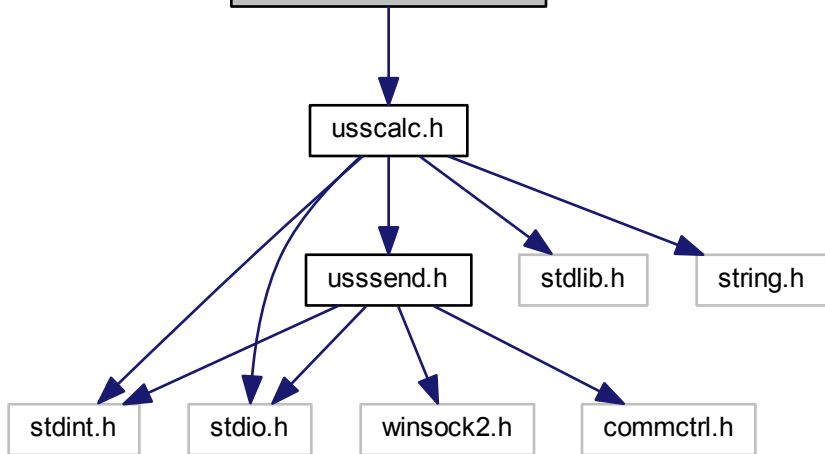 usscalc.h
usssend.h
stdlib.h
string.h
stdint.h
stdio.h
winsock2.h
commctrl.h